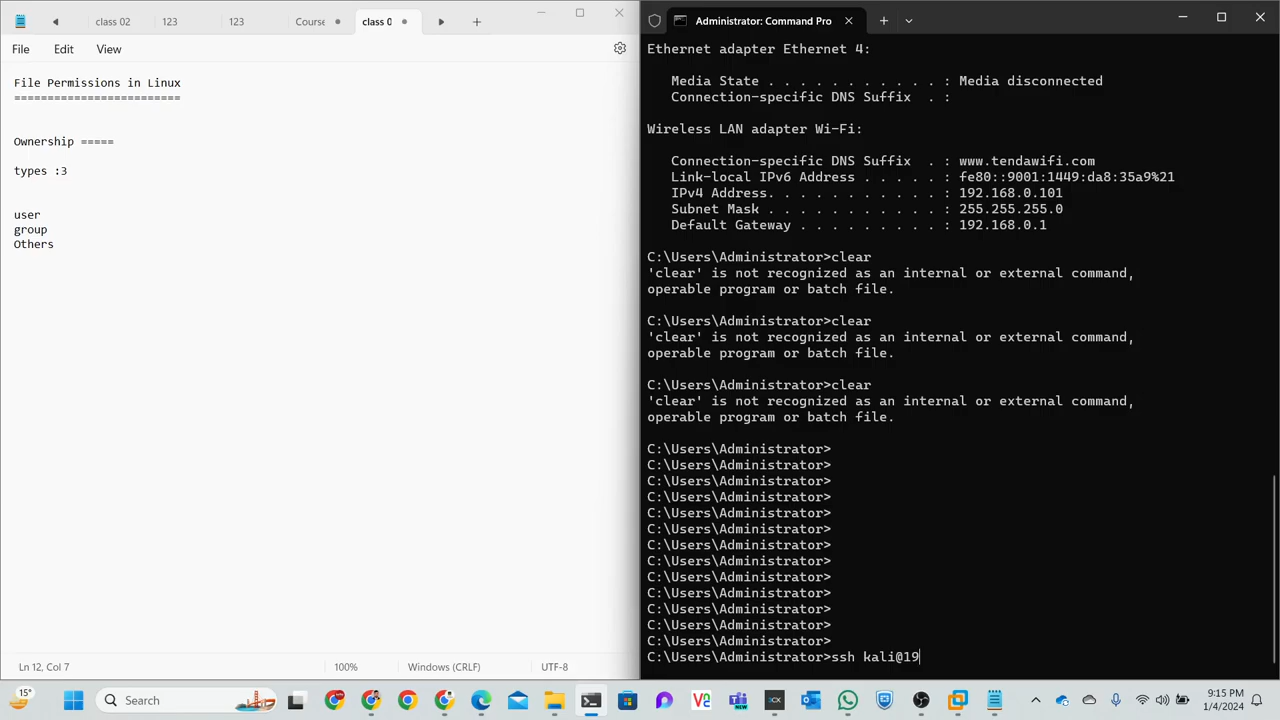 class 02
123
123
Course
class 0
File
Edit
View
File Permissions in Linux
=========================
Ownership =====
types :3
user
group
Others
Ln 12, Col 7
100%
Windows (CRLF)
UTF-8
Administrator: Command Pro
Ethernet adapter Ethernet 4:
Media State . . . . . . . . . . . : Media disconnected
Connection-specific DNS Suffix  . :
Wireless LAN adapter Wi-Fi:
Connection-specific DNS Suffix  . : www.tendawifi.com
Link-local IPv6 Address . . . . . : fe80::9001:1449:da8:35a9%21
IPv4 Address. . . . . . . . . . . : 192.168.0.101
Subnet Mask . . . . . . . . . . . : 255.255.255.0
Default Gateway . . . . . . . . . : 192.168.0.1
C:\Users\Administrator>clear
'clear' is not recognized as an internal or external command,
operable program or batch file.
C:\Users\Administrator>clear
'clear' is not recognized as an internal or external command,
operable program or batch file.
C:\Users\Administrator>clear
'clear' is not recognized as an internal or external command,
operable program or batch file.
C:\Users\Administrator>
C:\Users\Administrator>
C:\Users\Administrator>
C:\Users\Administrator>
C:\Users\Administrator>
C:\Users\Administrator>
C:\Users\Administrator>
C:\Users\Administrator>
C:\Users\Administrator>
C:\Users\Administrator>
C:\Users\Administrator>
C:\Users\Administrator>
C:\Users\Administrator>
C:\Users\Administrator>ssh kali@19
15°
Search
9:15 PM
1/4/2024